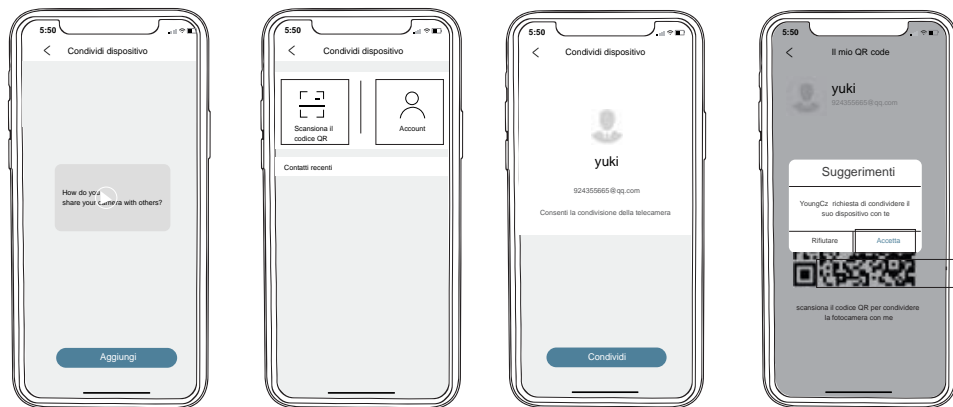 5:50
Condividi dispositivo
How do you
share your camera with others?
Aggiungi
5:50
Condividi dispositivo
Scansiona il
codice QR
Account
Contatti recenti
5:50
Condividi dispositivo
yuki
924355665@qq.com
Consenti la condivisione della telecamera
Condividi
5:50
Il mio QR code
yuki
924355665@qq.com
Suggerimenti
YoungCz richiesta di condividere il
suo dispositivo con te
Rifiutare
Accetta
scansiona il codice QR per condividere
la fotocamera con me